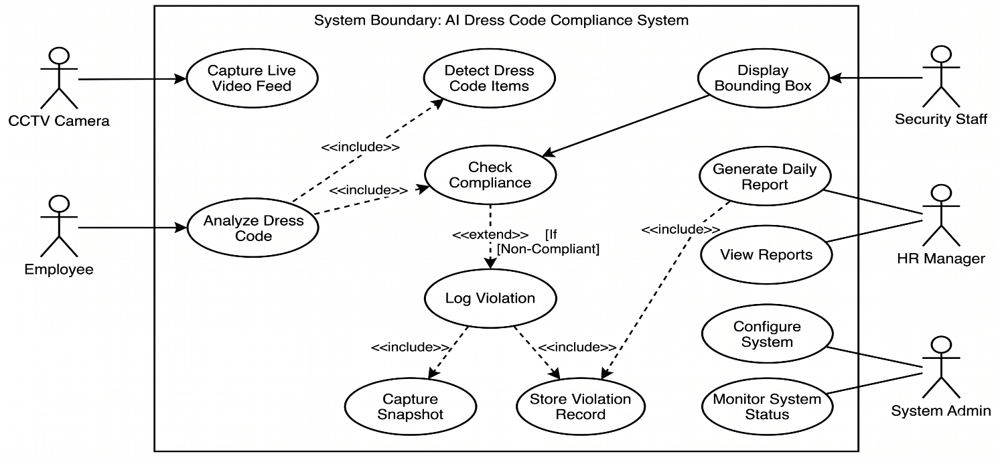 System Boundary: AI Dress Code Compliance System
Capture Live
Video Feed
Detect Dress
Code Items
Display
Bounding Box
CCTV Camera
Security Staff
<<include>>
Check
Compliance
Generate Daily
Report
<<include>>
Analyze Dress
Code
Employee
<<extend>> [If
[Non-Compliant]
<<include>>
View Reports
HR Manager
Log Violation
Configure
System
<<include>>
<<include>>
Capture
Snapshot
Store Violation
Record
Monitor System
Status
System Admin